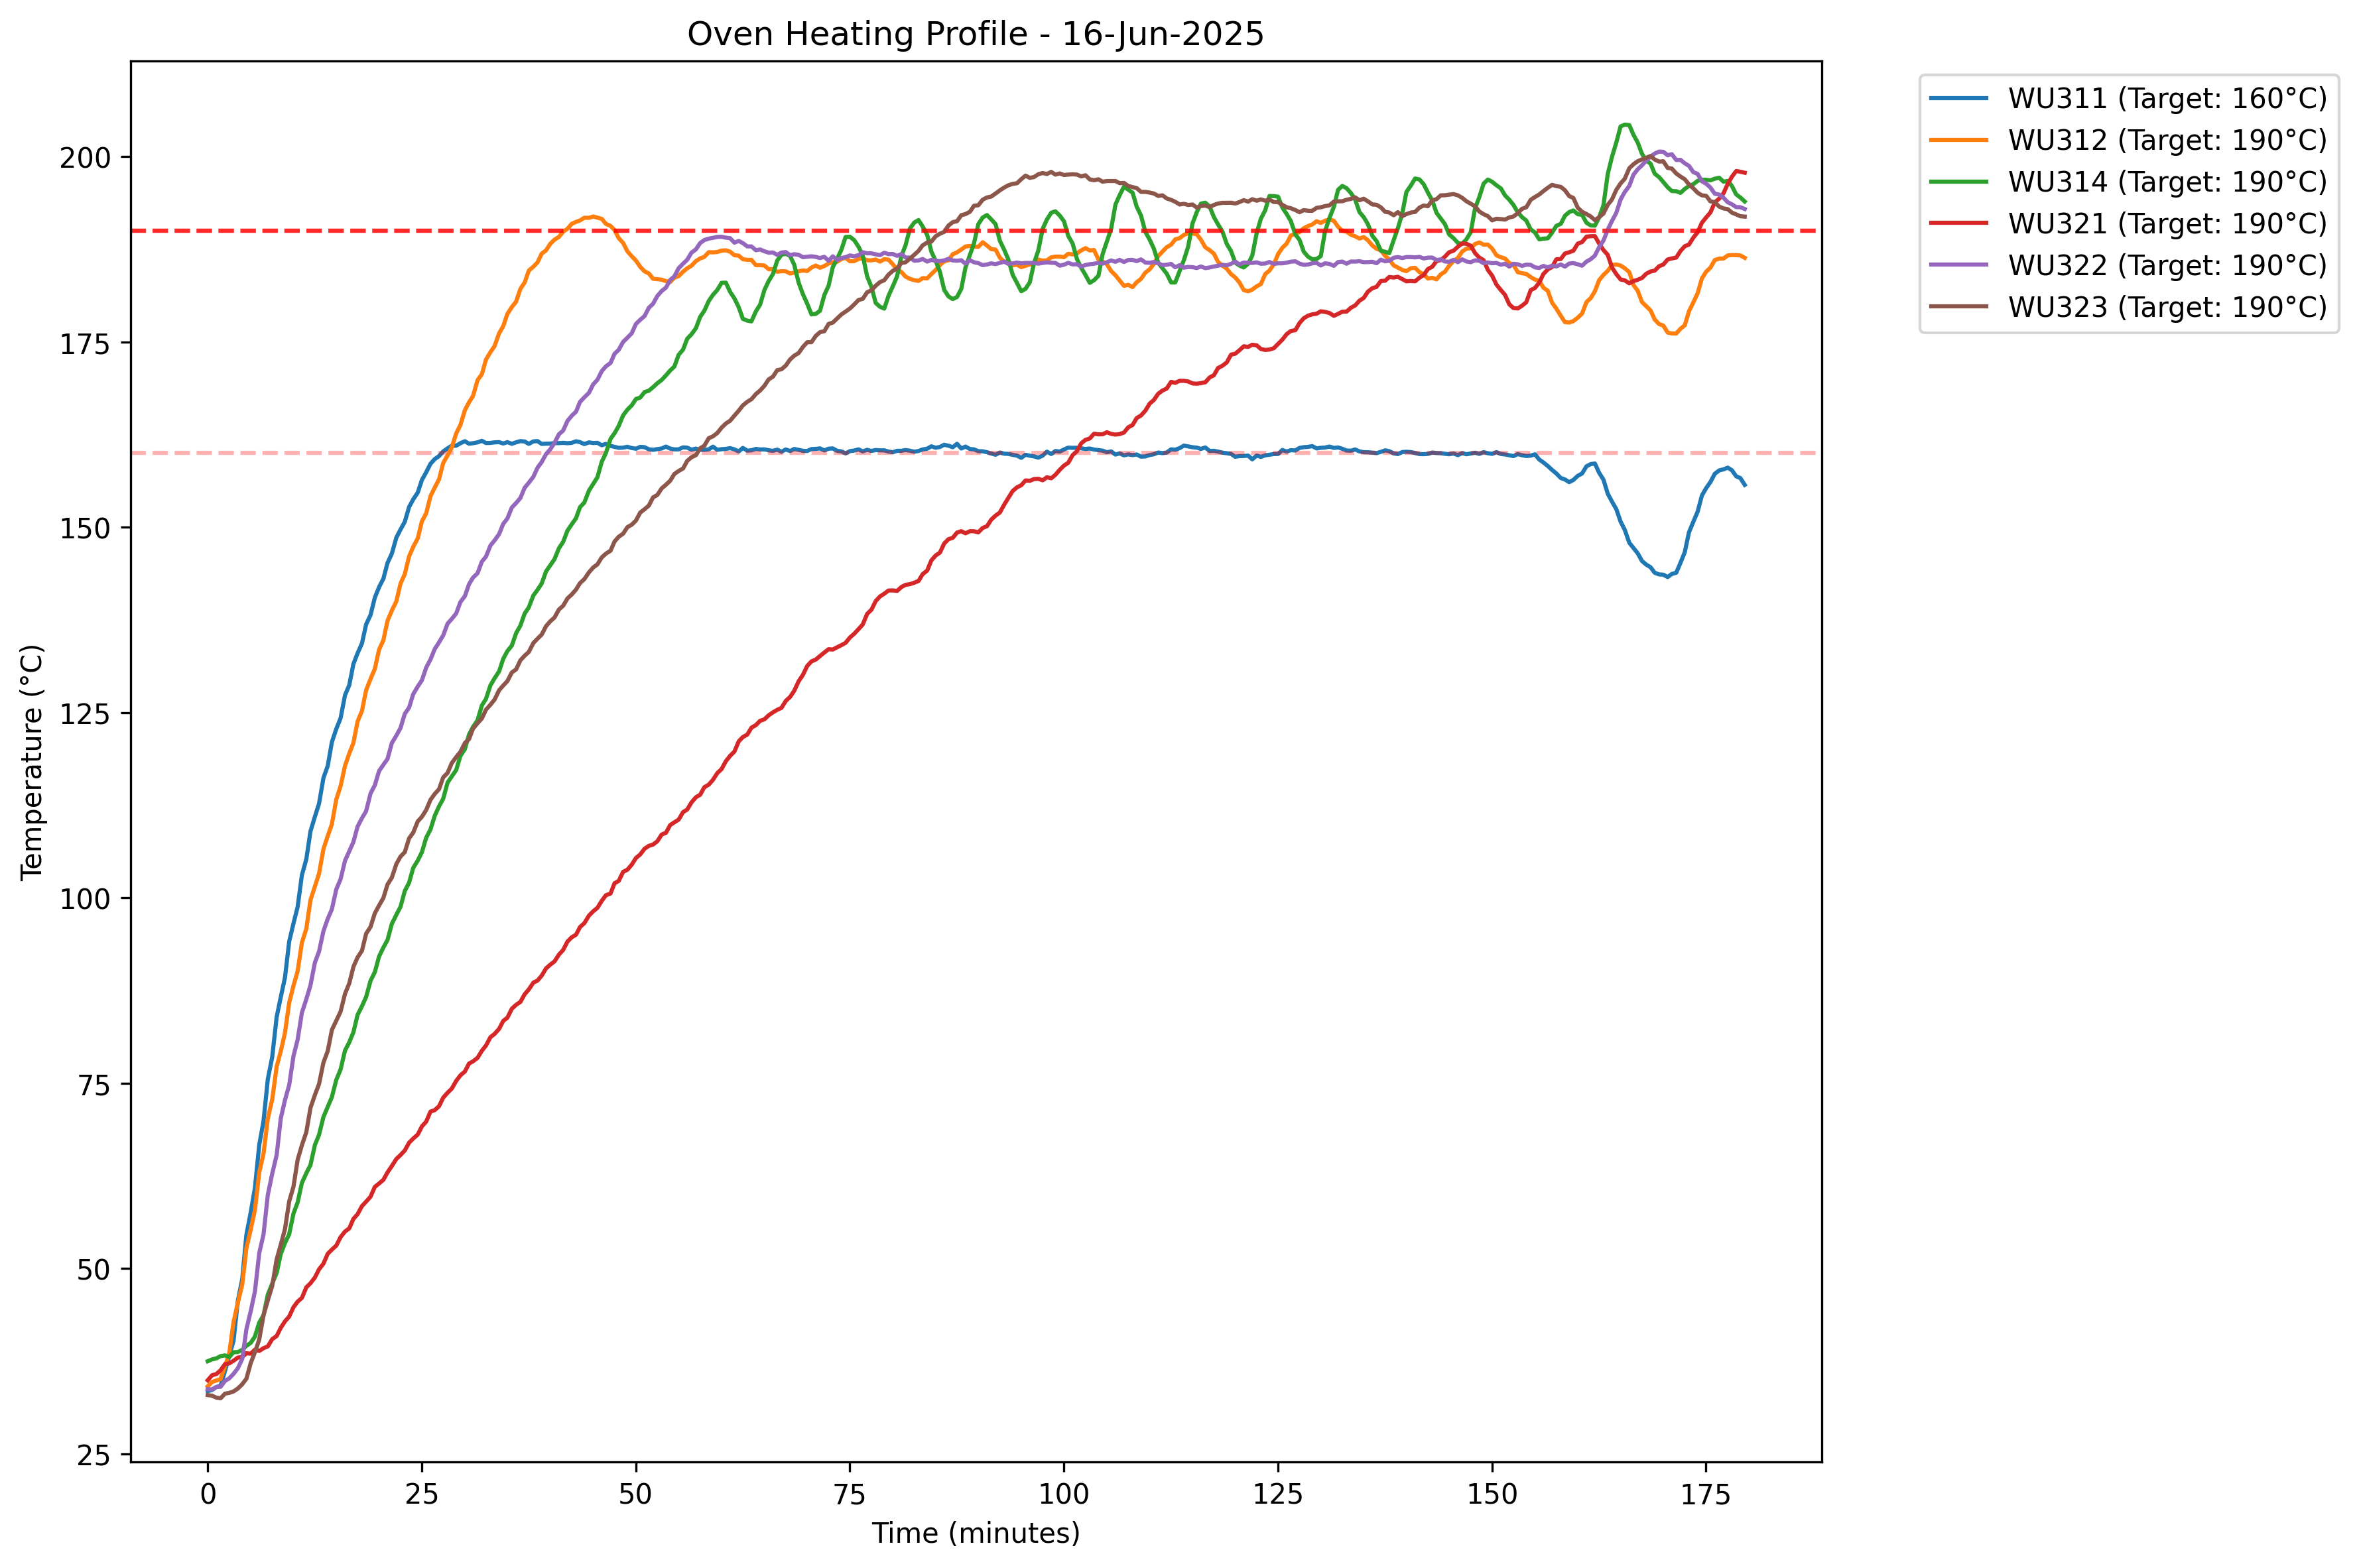 Oven Heating Profile - 16-Jun-2025
WU311 (Target: 160°C)
WU312 (Target: 190°C)
WU314 (Target: 190°C)
WU321 (Target: 190°C)
WU322 (Target: 190°C)
WU323 (Target: 190°C)
Temperature (°C)
200
175
150
125
100
75
50
25
0 25 50 75 100 125 150 175
Time (minutes)